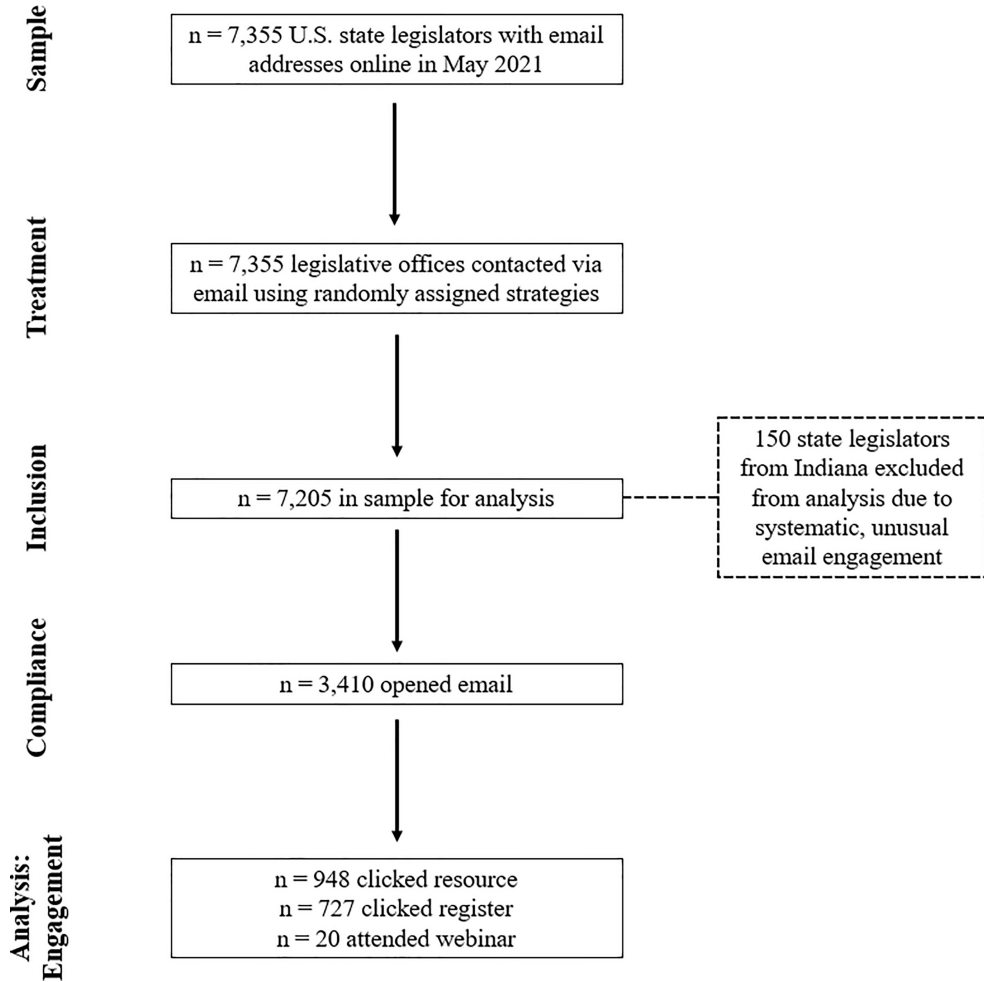 Sample
n = 7,355 U.S. state legislators with email
addresses online in May 2021
Treatment
n = 7,355 legislative offices contacted via
email using randomly assigned strategies
Inclusion
n = 7,205 in sample for analysis
150 state legislators
from Indiana excluded
from analysis due to
systematic, unusual
email engagement
Compliance
n = 3,410 opened email
Analysis:
Engagement
n = 948 clicked resource
n = 727 clicked register
n = 20 attended webinar